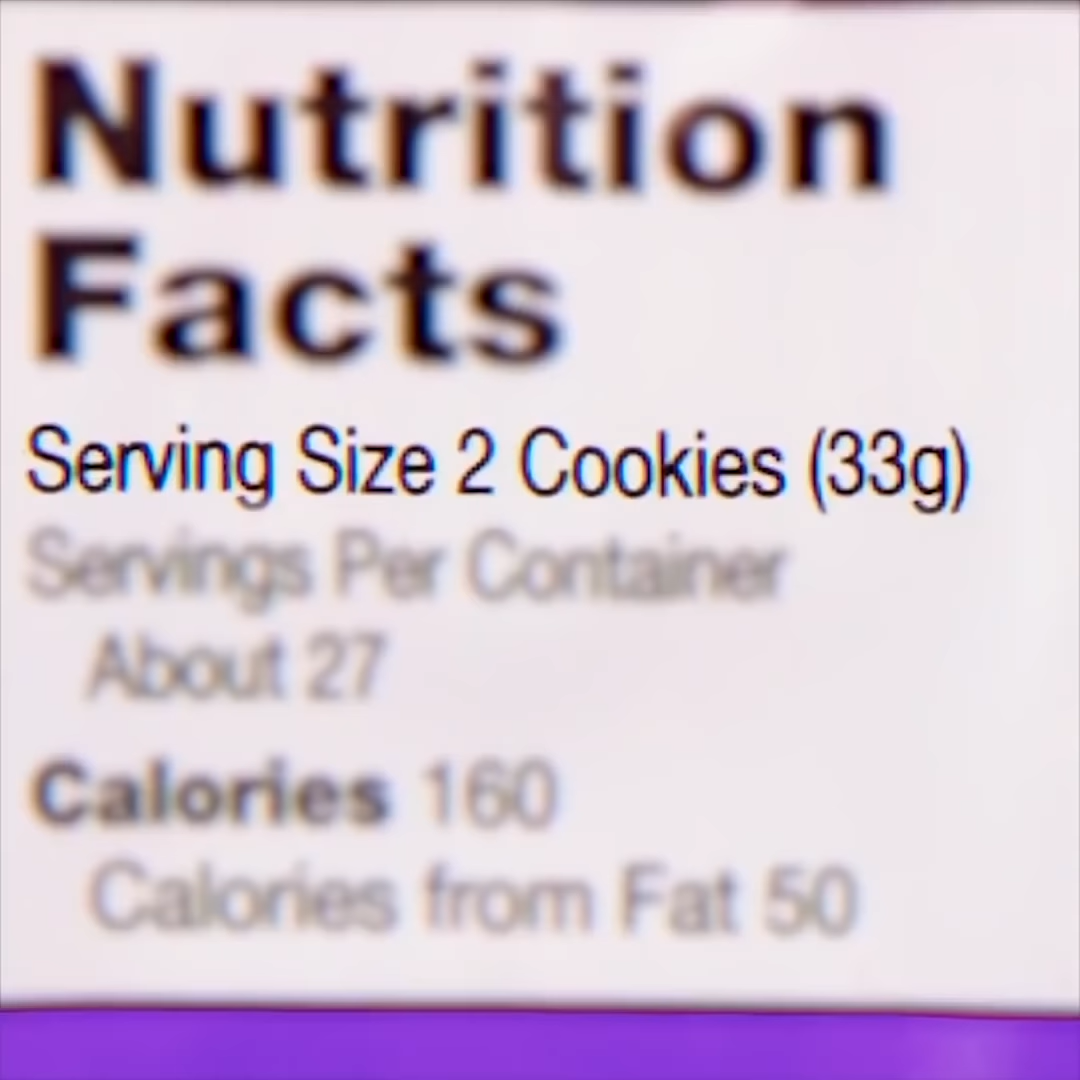 Nutrition
Facts
Serving Size 2 Cookies (33g)
Servings Per Container
About 27
Calories 160
Calories from Fat 50